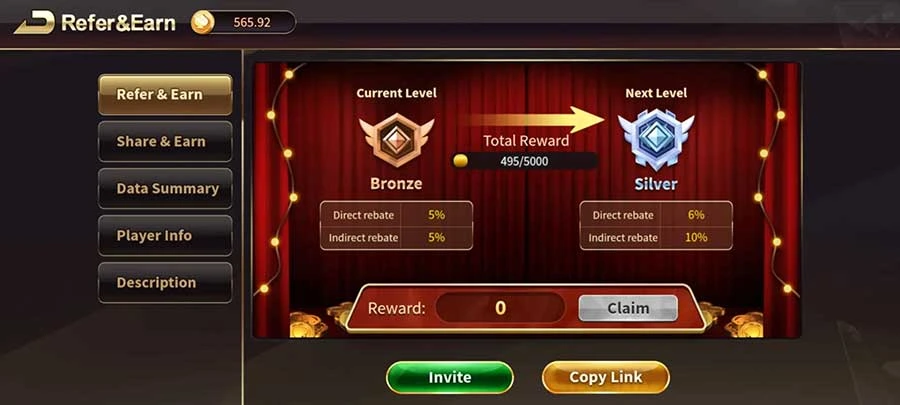 Refer&Earn
565.92
Refer & Earn
Share & Earn
Data Summary
Player Info
Description
Current Level
Next Level
Total Reward
495/5000
Bronze
Silver
Direct rebate 5%
Indirect rebate 5%
Direct rebate 6%
Indirect rebate 10%
Reward: 0 Claim
Invite
Copy Link